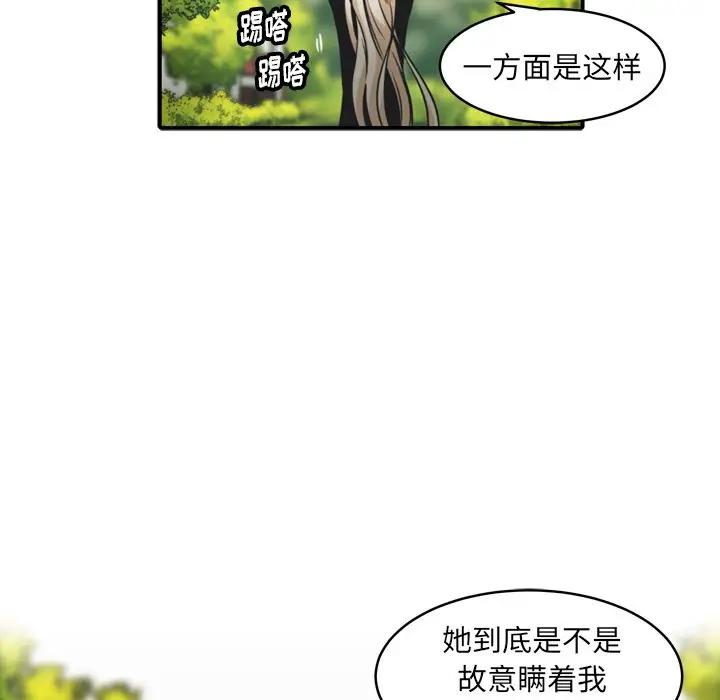 踢嗒
踢嗒
一方面是这样
她到底是不是
故意瞒着我